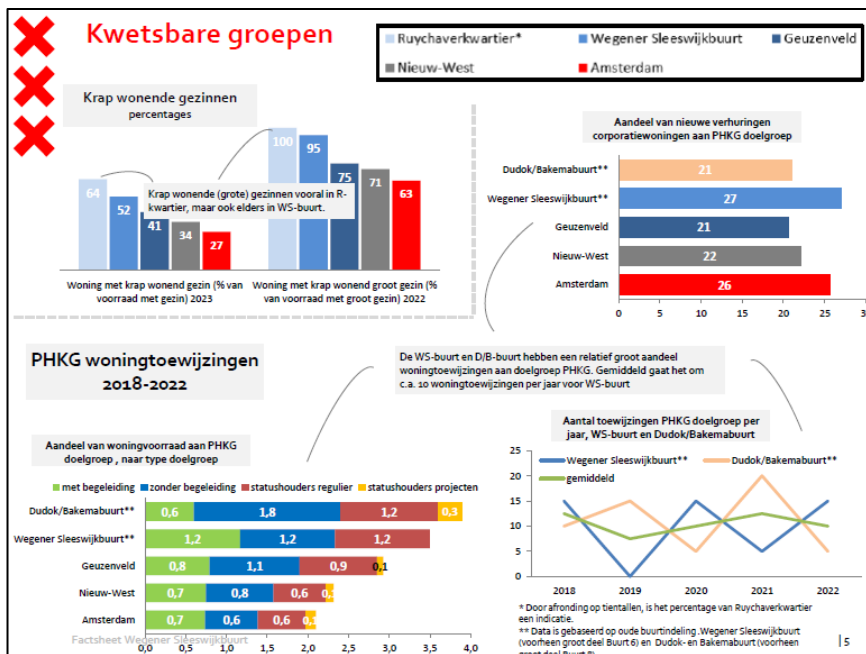 Kwetsbare groepen
Ruychaverkwartier*
Wegener Sleeswijkbuurt
Geuzenveld
Nieuw-West
Amsterdam
Krap wonende gezinnen
percentages
64
52
41
34
27
100
95
75
71
63
Krap wonende (grote) gezinnen vooral in R-
kwartier, maar ook elders in WS-buurt.
Woning met krap wonend gezin (% van
voorraad met gezin) 2023
Woning met krap wonend groot gezin (%
van voorraad met groot gezin) 2022
Aandeel van nieuwe verhuringen
corporatiewoningen aan PHKG doelgroep
Dudok/Bakemabuurt** 21
Wegener Sleeswijkbuurt** 27
Geuzenveld 21
Nieuw-West 22
Amsterdam 26
0 5 10 15 20 25 30
PHKG woningtoewijzingen
2018-2022
De WS-buurt en D/B-buurt hebben een relatief groot aandeel
woningtoewijzingen aan doelgroep PHKG. Gemiddeld gaat het om
c.a. 10 woningtoewijzingen per jaar voor WS-buurt
Aandeel van woningvoorraad aan PHKG
doelgroep , naar type doelgroep
met begeleiding zonder begeleiding statushouders regulier statushouders projecten
Dudok/Bakemabuurt** 0,6 1,8 1,2 0,3
Wegener Sleeswijkbuurt** 1,2 1,2 1,2
Geuzenveld 0,8 1,1 0,9 0,1
Nieuw-West 0,7 0,8 0,6
Amsterdam 0,7 0,6 0,6 0,1
0,0 0,5 1,0 1,5 2,0 2,5 3,0 3,5 4,0
Factsheet Wegener Sleeswijkbuurt
Aantal toewijzingen PHKG doelgroep per
jaar, WS-buurt en Dudok/Bakemabuurt
Wegener Sleeswijkbuurt** Dudok/Bakemabuurt**
gemiddeld
25
20
15
10
5
0
2018 2019 2020 2021 2022
* Door afronding op tientallen, is het percentage van Ruychaverkwartier
een indicatie.
** Data is gebaseerd op oude buurtindeling. Wegener Sleeswijkbuurt
(voorheen groot deel Buurt 6) en Dudok- en Bakemabuurt (voorheen
|5